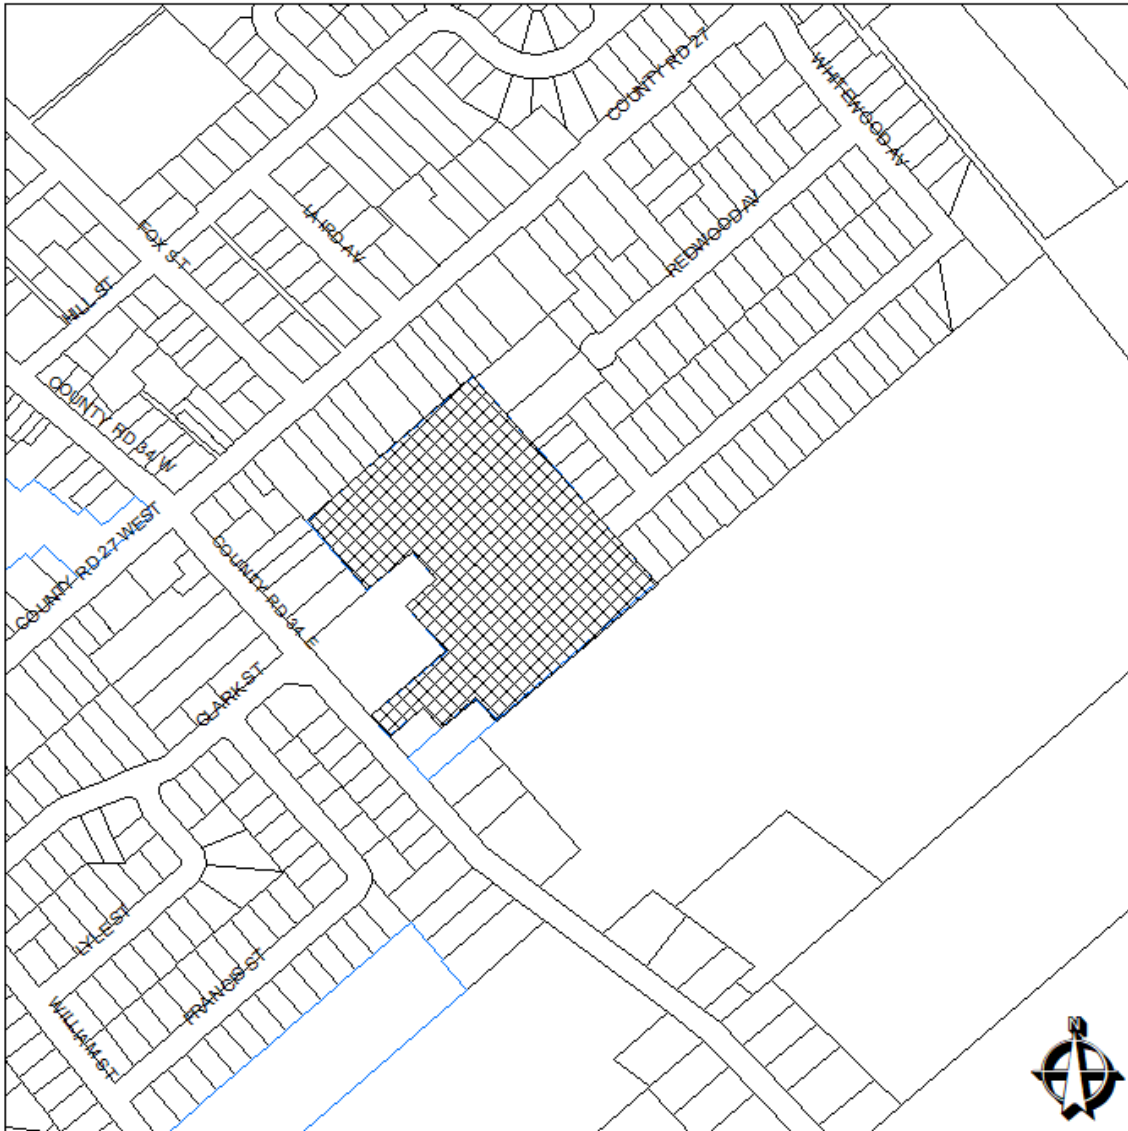 COUNTY RD 27
WHITEWOOD AV
REDWOOD AV
LAIRD AV
FOX ST
HILL ST
COUNTY RD 34 W
COUNTY RD 27 WEST
COUNTY RD 34 E
CLARK ST
LYLE ST
FRANCIS ST
WILLIAM ST
N